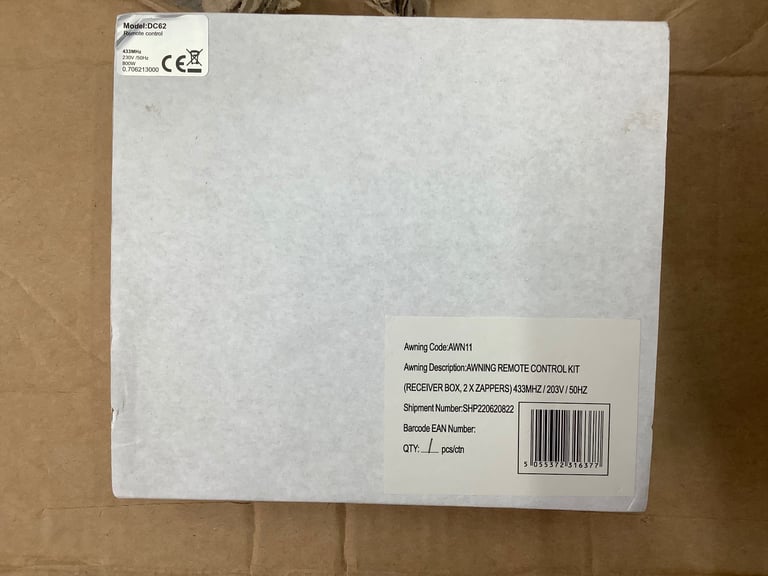 Model:DC62
Remote control
433MHz
230V /50Hz
800W
0.706213000
CE
Awning Code:AWN11
Awning Description:AWNING REMOTE CONTROL KIT
(RECEIVER BOX, 2 X ZAPPERS) 433MHZ / 203V / 50HZ
Shipment Number:SHP220620822
Barcode EAN Number:
QTY: 1 pcs/ctn
5 055372 316377